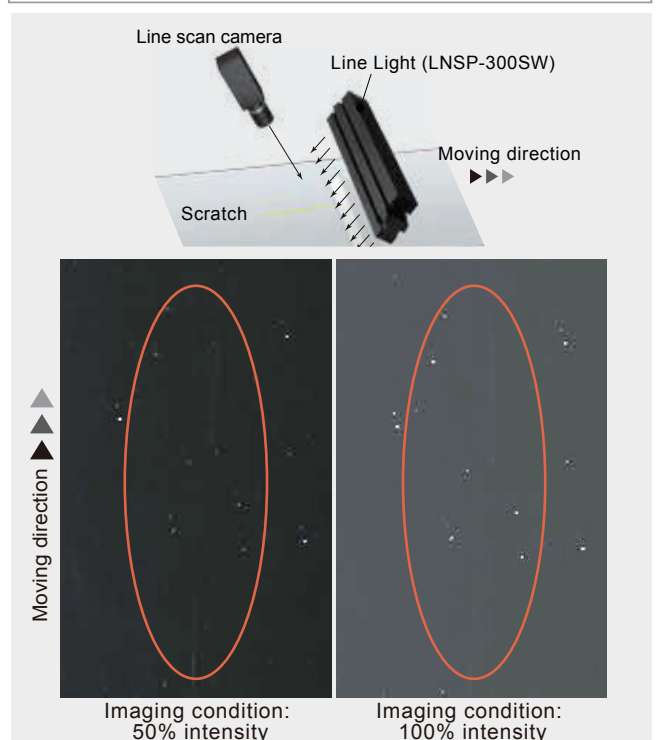 Line scan camera
Line Light (LNSP-300SW)
Moving direction
Scratch
Moving direction
Imaging condition:
50% intensity
Imaging condition:
100% intensity